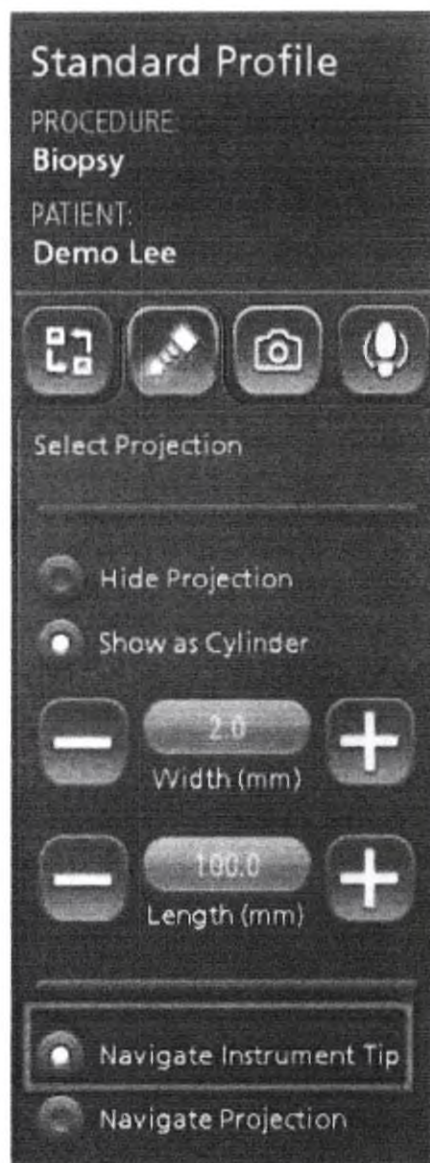 Standard Profile
PROCEDURE:
Biopsy
PATIENT:
Demo Lee
Select Projection
Hide Projection
Show as Cylinder
2.0
Width (mm)
100.0
Length (mm)
Navigate Instrument Tip
Navigate Projection